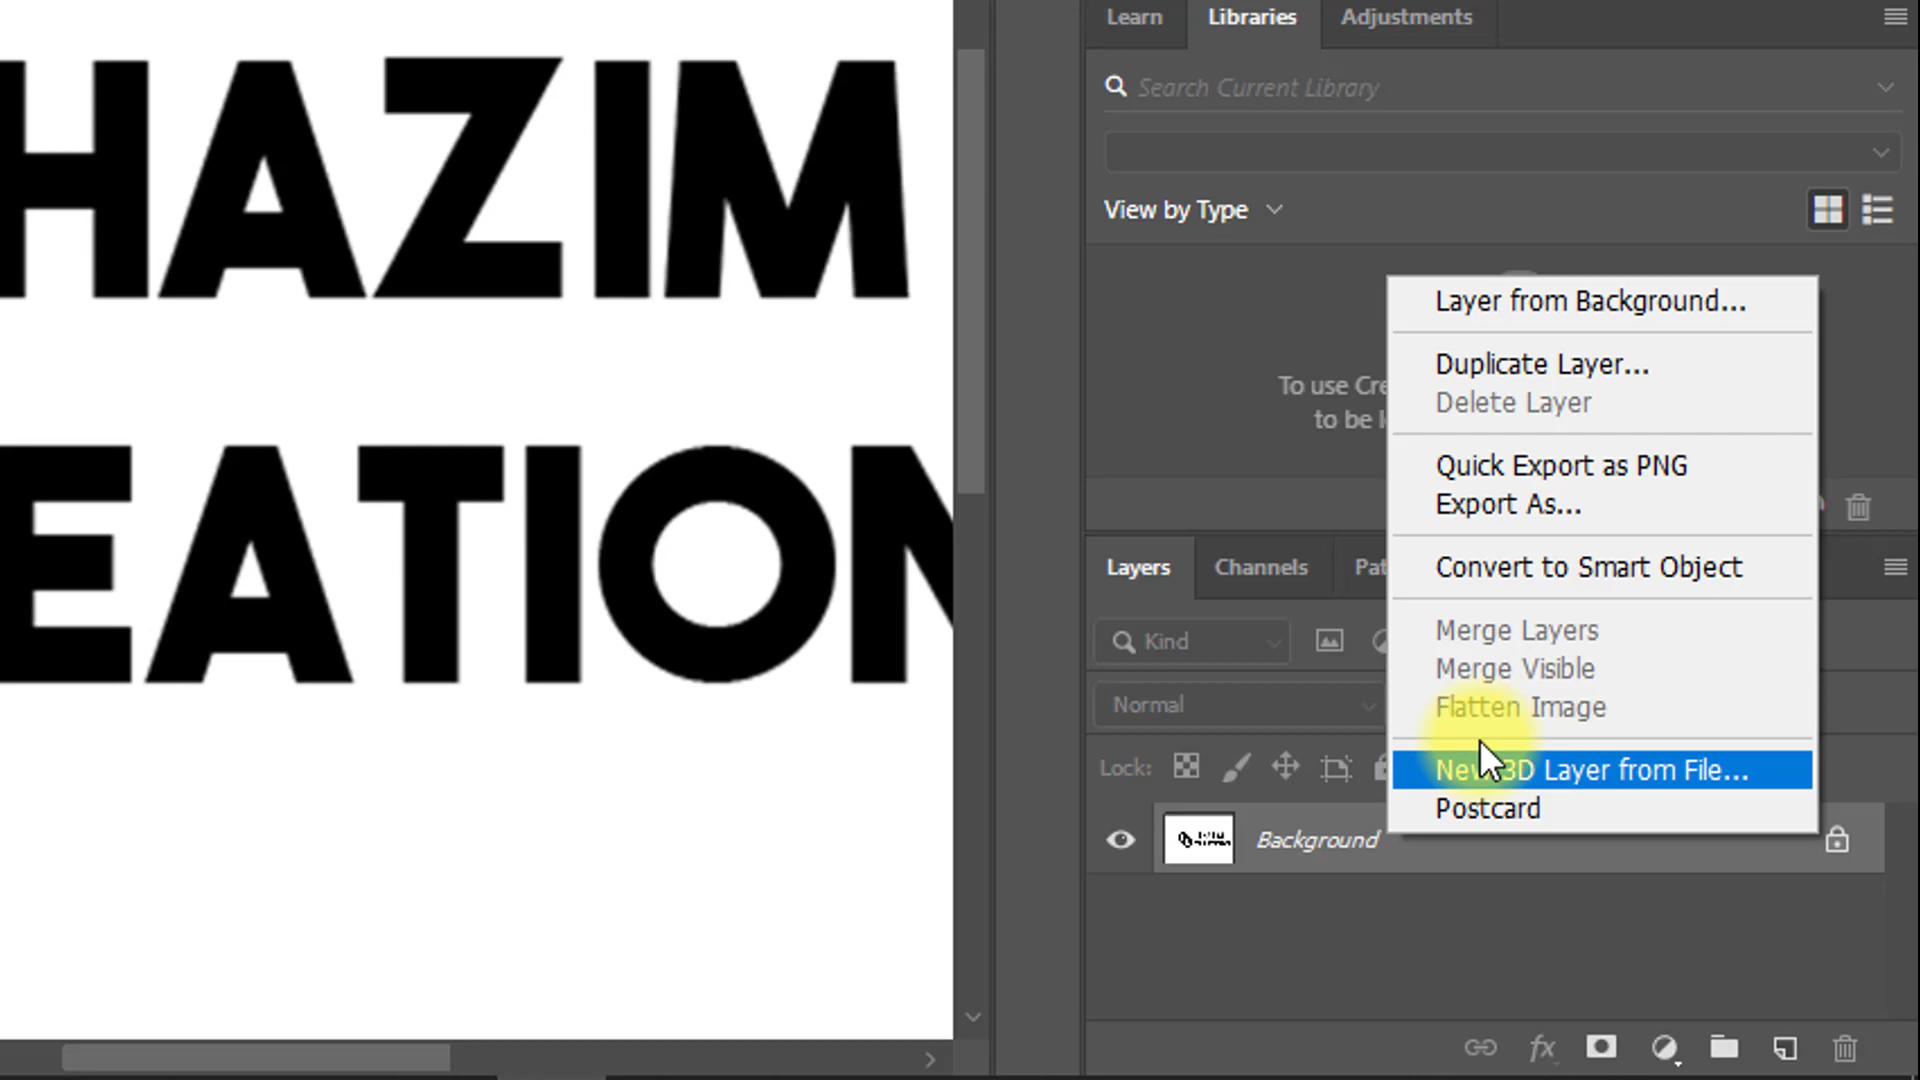 HAZIM
EATION
Learn
Libraries
Adjustments
Search Current Library
View by Type
To use Cre
to be l
Layer from Background...
Duplicate Layer...
Delete Layer
Quick Export as PNG
Export As...
Convert to Smart Object
Merge Layers
Merge Visible
Flatten Image
New 3D Layer from File...
Postcard
Layers
Channels
Pat
Kind
Normal
Lock:
Background
fx